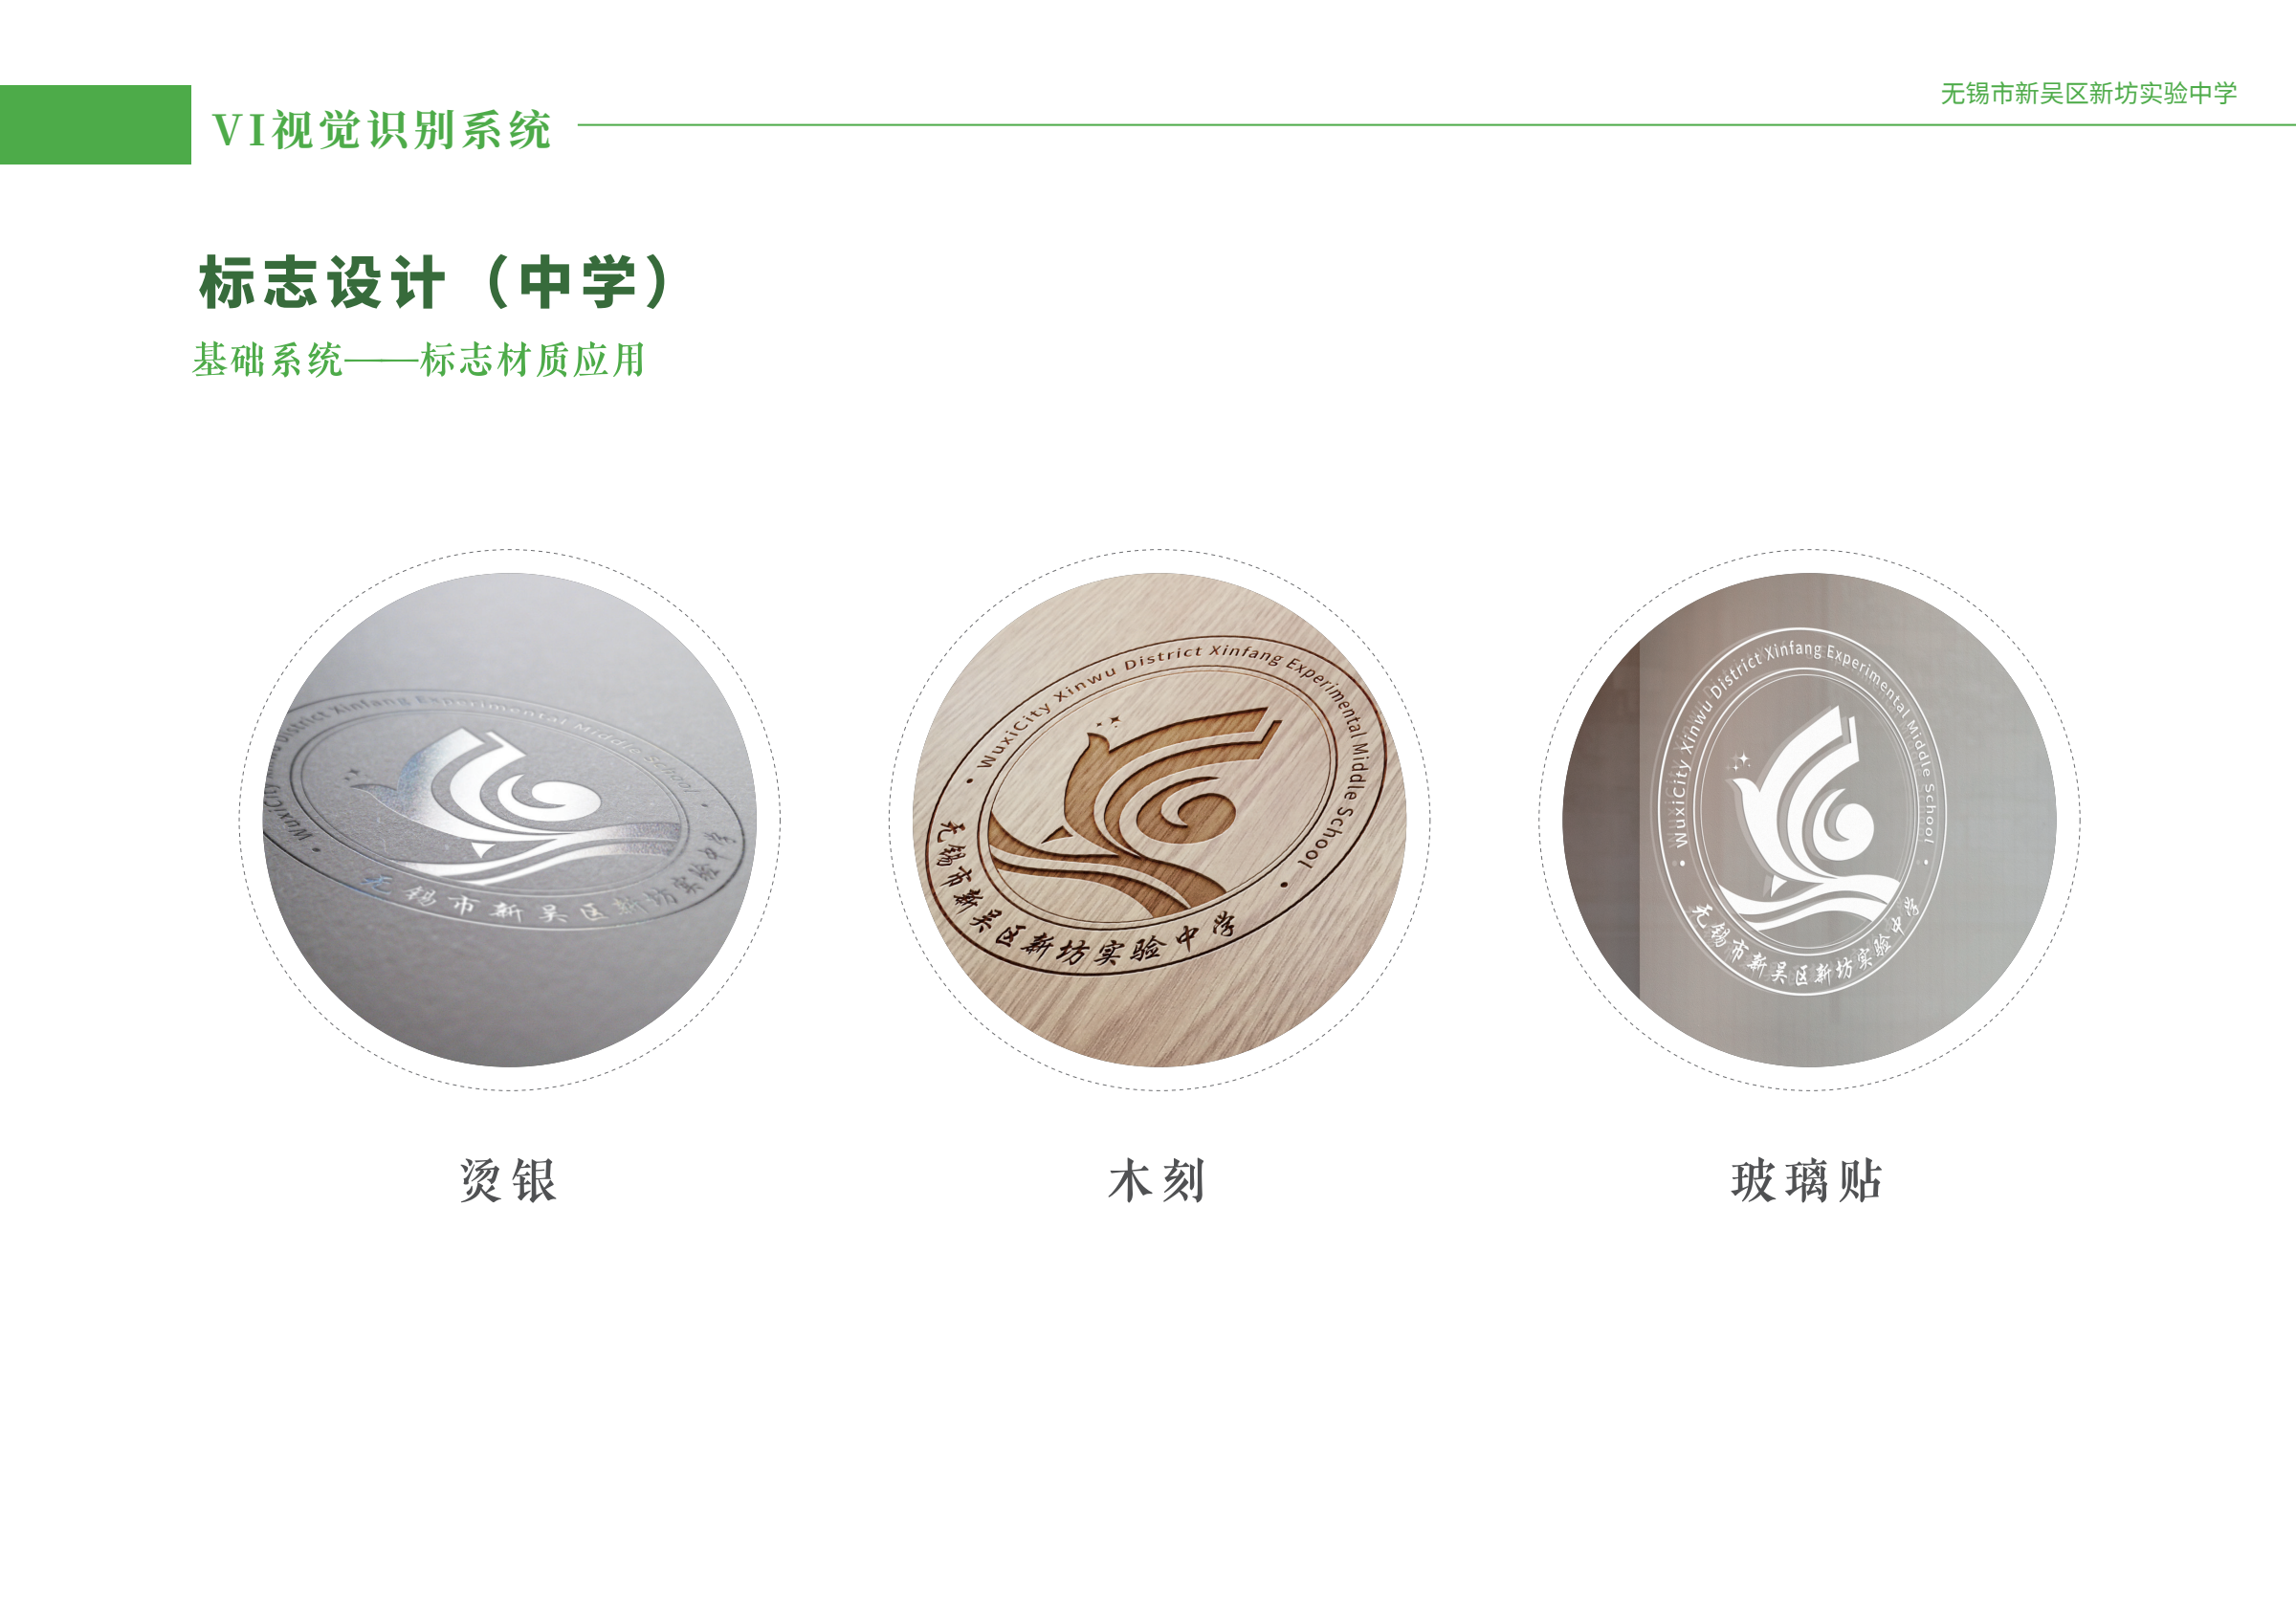 无锡市新吴区新坊实验中学
VI视觉识别系统
标志设计（中学）
基础系统——标志材质应用
WuxiCity Xinwu District Xinfang Experimental Middle School
无锡市新吴区新坊实验中学
WuxiCity Xinwu District Xinfang Experimental Middle School
无锡市新吴区新坊实验中学
WuxiCity Xinwu District Xinfang Experimental Middle School
无锡市新吴区新坊实验中学
烫银
木刻
玻璃贴